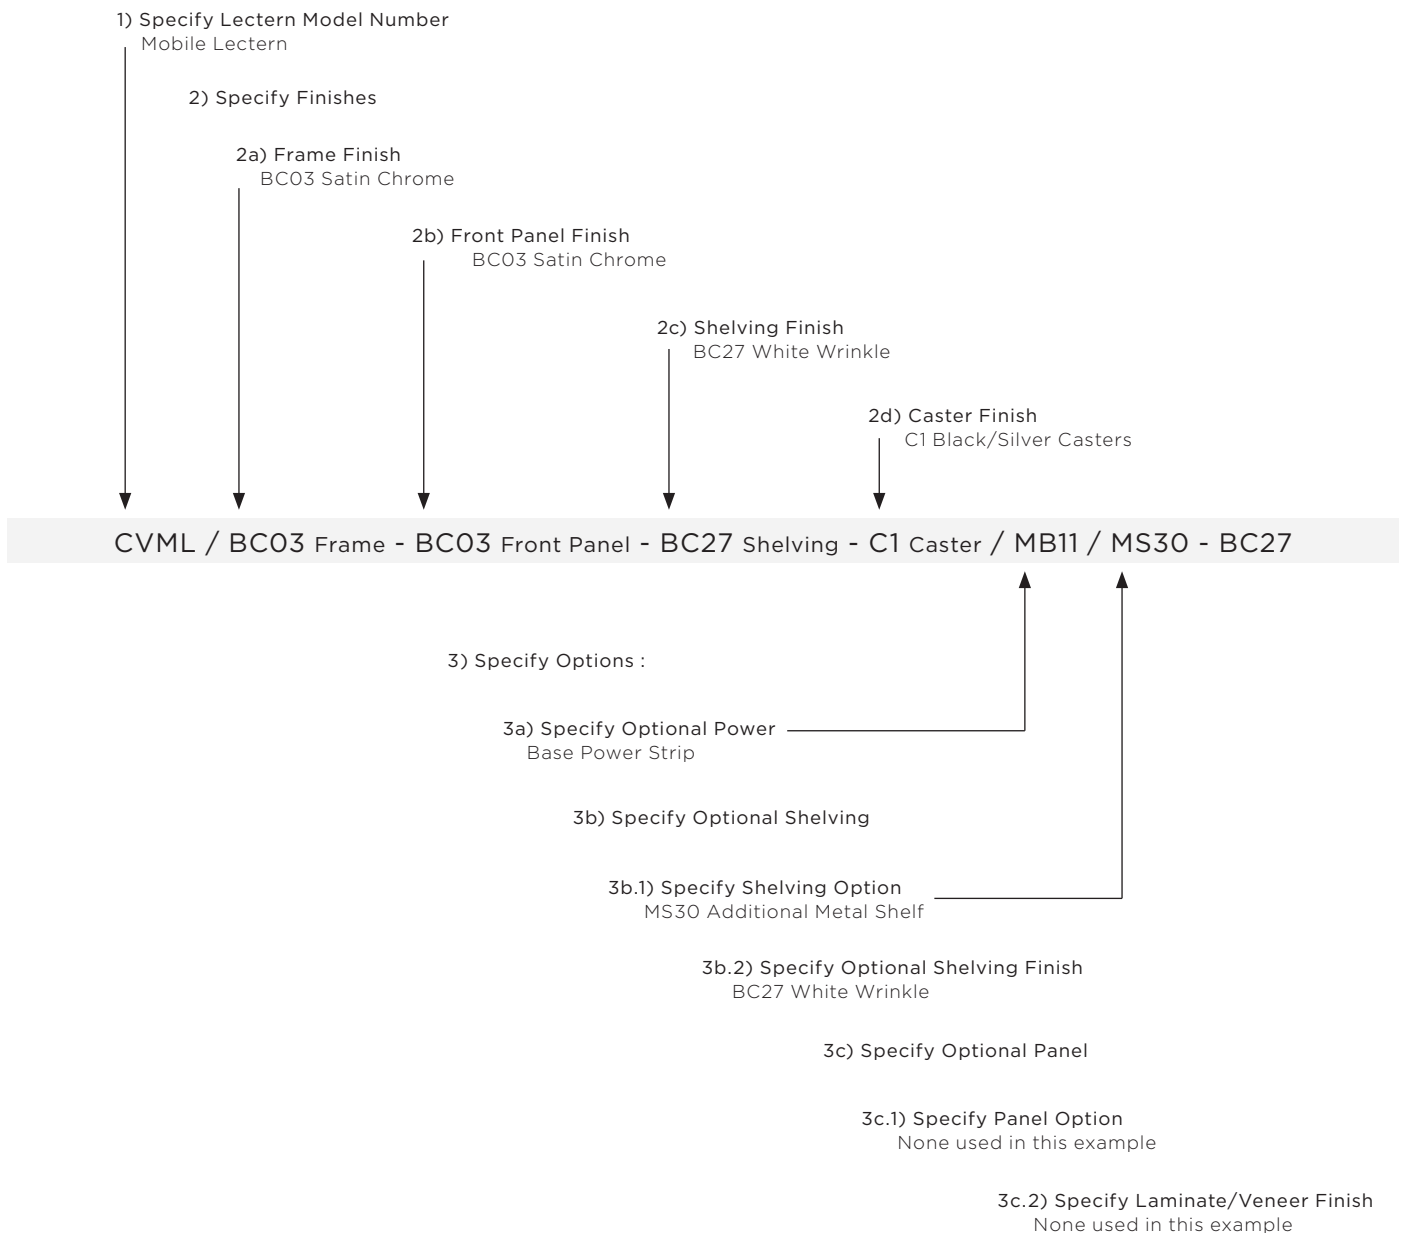 1) Specify Lectern Model Number
Mobile Lectern
2) Specify Finishes
2a) Frame Finish
BC03 Satin Chrome
2b) Front Panel Finish
BC03 Satin Chrome
2c) Shelving Finish
BC27 White Wrinkle
2d) Caster Finish
C1 Black/Silver Casters
CVML / BC03 Frame - BC03 Front Panel - BC27 Shelving - C1 Caster / MB11 / MS30 - BC27
3) Specify Options :
3a) Specify Optional Power
Base Power Strip
3b) Specify Optional Shelving
3b.1) Specify Shelving Option
MS30 Additional Metal Shelf
3b.2) Specify Optional Shelving Finish
BC27 White Wrinkle
3c) Specify Optional Panel
3c.1) Specify Panel Option
None used in this example
3c.2) Specify Laminate/Veneer Finish
None used in this example